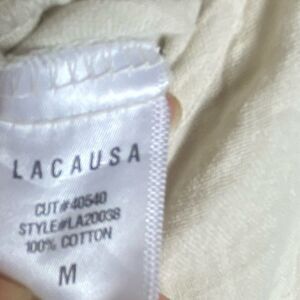 LACAUSA
CUT#40540
STYLE#LA20038
100% COTTON
M